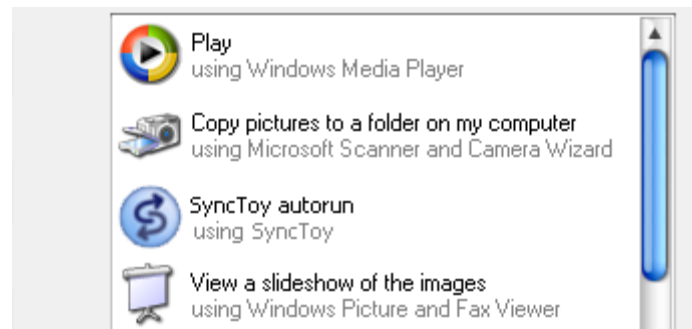 Play
using Windows Media Player
Copy pictures to a folder on my computer
using Microsoft Scanner and Camera Wizard
SyncToy autorun
using SyncToy
View a slideshow of the images
using Windows Picture and Fax Viewer